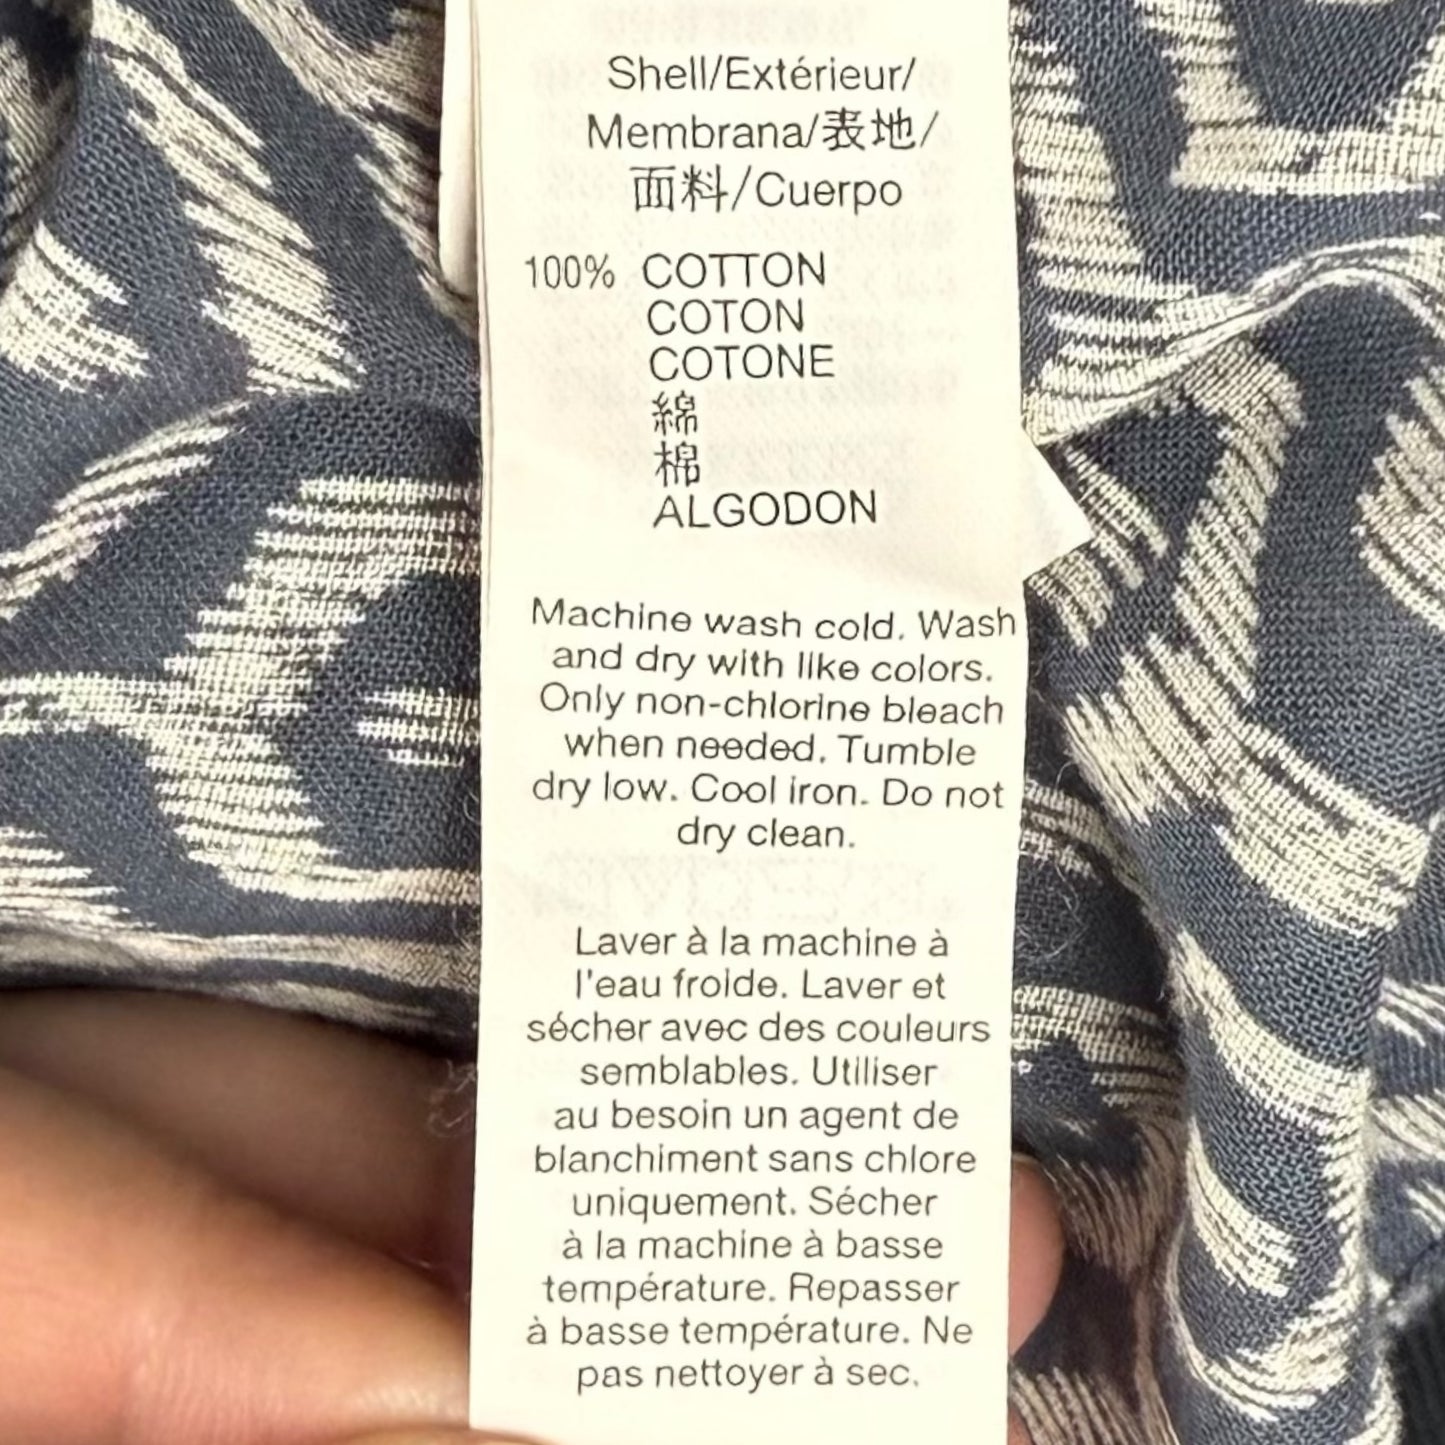 Shell/Extérieur/
Membrana/表地/
面料/Cuerpo
100% COTTON
COTON
COTONE
綿
棉
ALGODON
Machine wash cold. Wash
and dry with like colors.
Only non-chlorine bleach
when needed. Tumble
dry low. Cool iron. Do not
dry clean.
Laver à la machine à
l'eau froide. Laver et
sécher avec des couleurs
semblables. Utiliser
au besoin un agent de
blanchiment sans chlore
uniquement. Sécher
à la machine à basse
température. Repasser
à basse température. Ne
pas nettoyer à sec.